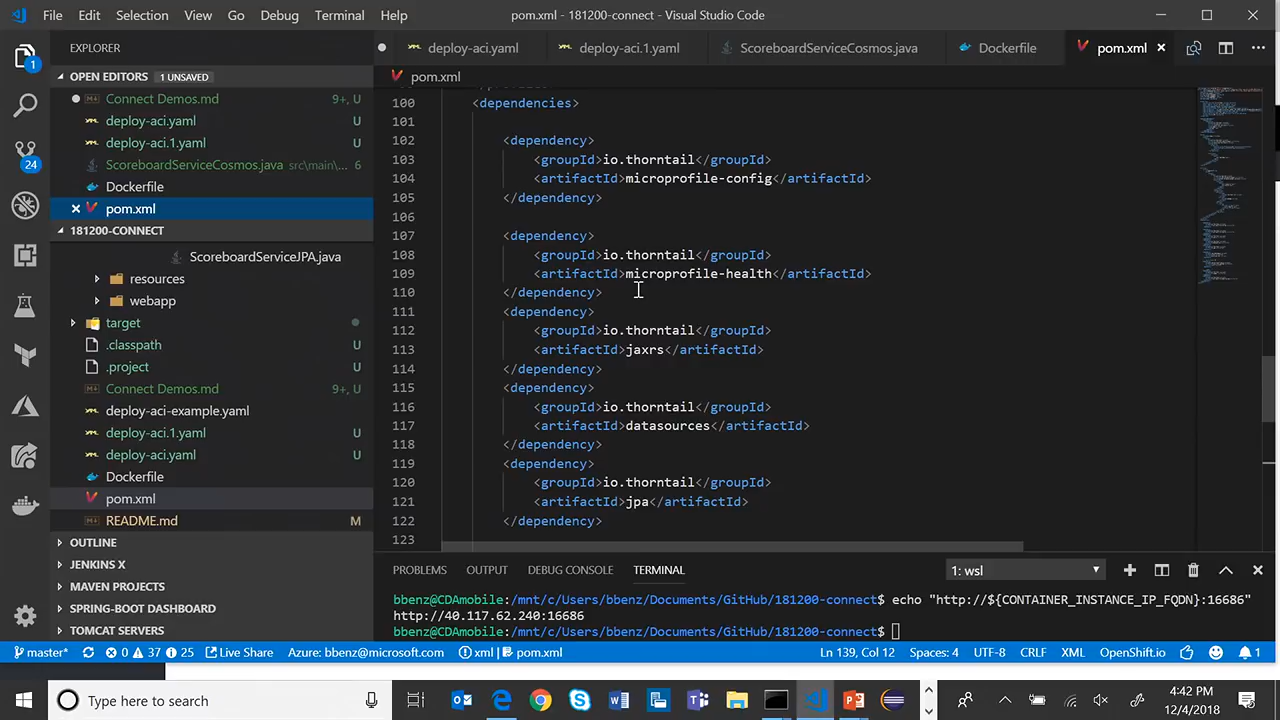 File Edit Selection View Go Debug Terminal Help pom.xml - 181200-connect - Visual Studio Code
EXPLORER
deploy-aci.yaml deploy-aci.1.yaml ScoreboardServiceCosmos.java Dockerfile pom.xml
OPEN EDITORS 1 UNSAVED
pom.xml
Connect Demos.md 9+, U
deploy-aci.yaml U
deploy-aci.1.yaml U
ScoreboardServiceCosmos.java src\main\... 6
Dockerfile
pom.xml
181200-CONNECT
ScoreboardServiceJPA.java
resources
webapp
target
.classpath U
.project U
Connect Demos.md 9+, U
deploy-aci-example.yaml
deploy-aci.1.yaml U
deploy-aci.yaml U
Dockerfile
pom.xml
README.md M
OUTLINE
JENKINS X
MAVEN PROJECTS
SPRING-BOOT DASHBOARD
TOMCAT SERVERS
1
24
100 <dependencies>
101
102 <dependency>
103 <groupId>io.thorntail</groupId>
104 <artifactId>microprofile-config</artifactId>
105 </dependency>
106
107 <dependency>
108 <groupId>io.thorntail</groupId>
109 <artifactId>microprofile-health</artifactId>
110 </dependency>
111 <dependency>
112 <groupId>io.thorntail</groupId>
113 <artifactId>jaxrs</artifactId>
114 </dependency>
115 <dependency>
116 <groupId>io.thorntail</groupId>
117 <artifactId>datasources</artifactId>
118 </dependency>
119 <dependency>
120 <groupId>io.thorntail</groupId>
121 <artifactId>jpa</artifactId>
122 </dependency>
123
PROBLEMS OUTPUT DEBUG CONSOLE TERMINAL 1: wsl
bbenz@CDAmobile:/mnt/c/Users/bbenz/Documents/GitHub/181200-connect$ echo "http://${CONTAINER_INSTANCE_IP_FQDN}:16686"
http://40.117.62.240:16686
bbenz@CDAmobile:/mnt/c/Users/bbenz/Documents/GitHub/181200-connect$
master* 0 37 25 Live Share Azure: bbenz@microsoft.com xml | pom.xml Ln 139, Col 12 Spaces: 4 UTF-8 CRLF XML OpenShift.io 1
Type here to search
4:42 PM
12/4/2018